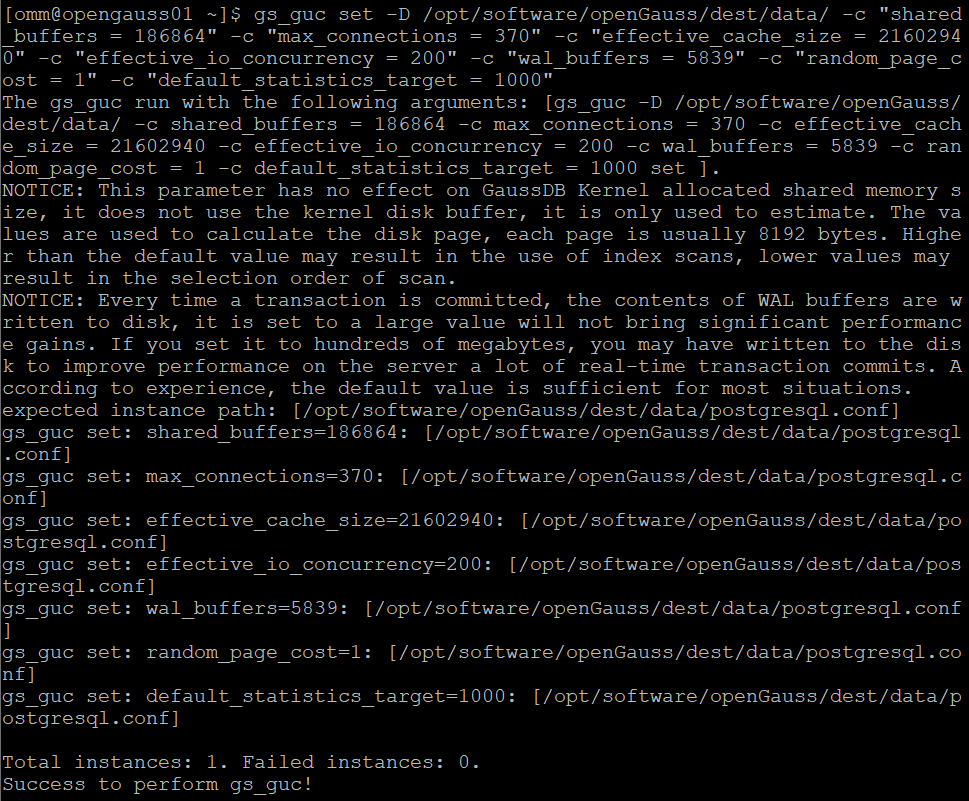 [omm@opengauss01 ~]$ gs_guc set -D /opt/software/openGauss/dest/data/ -c "shared
_buffers = 186864" -c "max_connections = 370" -c "effective_cache_size = 2160294
0" -c "effective_io_concurrency = 200" -c "wal_buffers = 5839" -c "random_page_c
ost = 1" -c "default_statistics_target = 1000"
The gs_guc run with the following arguments: [gs_guc -D /opt/software/openGauss/
dest/data/ -c shared_buffers = 186864 -c max_connections = 370 -c effective_cach
e_size = 21602940 -c effective_io_concurrency = 200 -c wal_buffers = 5839 -c ran
dom_page_cost = 1 -c default_statistics_target = 1000 set ].
NOTICE: This parameter has no effect on GaussDB Kernel allocated shared memory s
ize, it does not use the kernel disk buffer, it is only used to estimate. The va
lues are used to calculate the disk page, each page is usually 8192 bytes. Highe
r than the default value may result in the use of index scans, lower values may
result in the selection order of scan.
NOTICE: Every time a transaction is committed, the contents of WAL buffers are w
ritten to disk, it is set to a large value will not bring significant performanc
e gains. If you set it to hundreds of megabytes, you may have written to the dis
k to improve performance on the server a lot of real-time transaction commits. A
ccording to experience, the default value is sufficient for most situations.
expected instance path: [/opt/software/openGauss/dest/data/postgresql.conf]
gs_guc set: shared_buffers=186864: [/opt/software/openGauss/dest/data/postgresql
.conf]
gs_guc set: max_connections=370: [/opt/software/openGauss/dest/data/postgresql.c
onf]
gs_guc set: effective_cache_size=21602940: [/opt/software/openGauss/dest/data/po
stgresql.conf]
gs_guc set: effective_io_concurrency=200: [/opt/software/openGauss/dest/data/pos
tgresql.conf]
gs_guc set: wal_buffers=5839: [/opt/software/openGauss/dest/data/postgresql.conf
]
gs_guc set: random_page_cost=1: [/opt/software/openGauss/dest/data/postgresql.co
nf]
gs_guc set: default_statistics_target=1000: [/opt/software/openGauss/dest/data/p
ostgresql.conf]

Total instances: 1. Failed instances: 0.
Success to perform gs_guc!